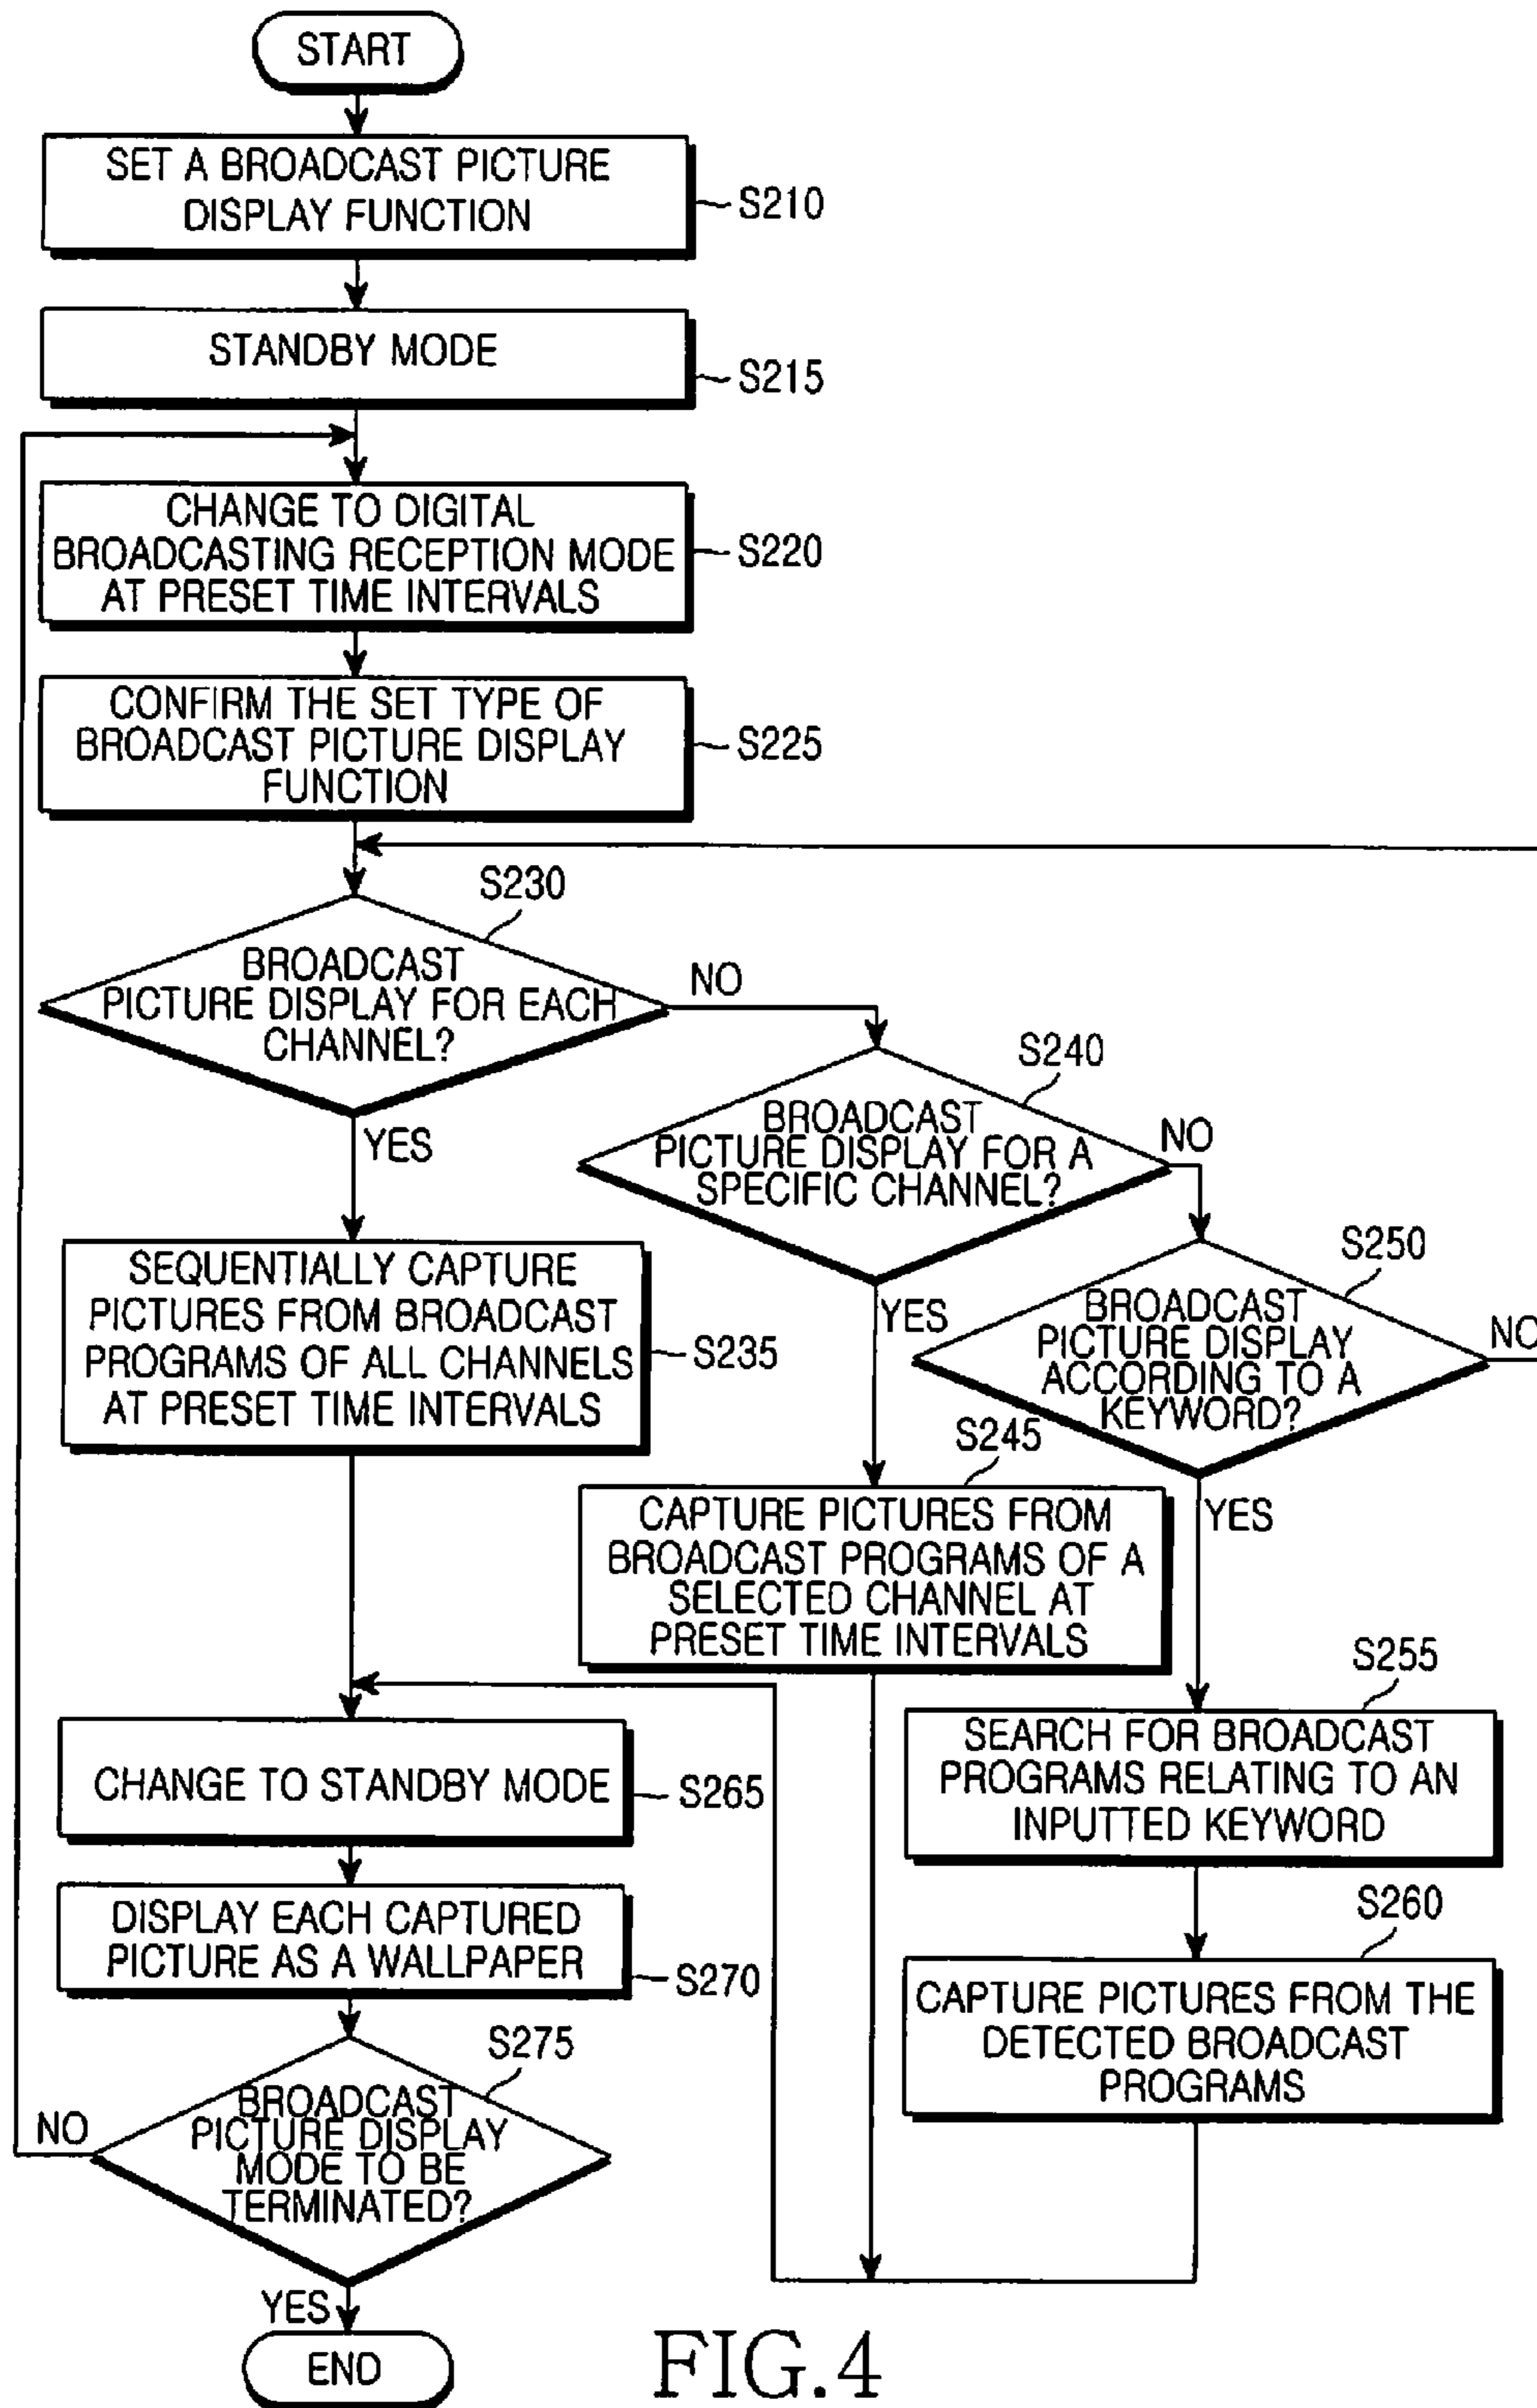 START
SET A BROADCAST PICTURE
DISPLAY FUNCTION
S210
STANDBY MODE
S215
CHANGE TO DIGITAL
BROADCASTING RECEPTION MODE
AT PRESET TIME INTERVALS
S220
CONFIRM THE SET TYPE OF
BROADCAST PICTURE DISPLAY
FUNCTION
S225
S230
BROADCAST
PICTURE DISPLAY FOR EACH
CHANNEL?
NO
YES
S240
BROADCAST
PICTURE DISPLAY FOR A
SPECIFIC CHANNEL?
NO
YES
S250
BROADCAST
PICTURE DISPLAY
ACCORDING TO A
KEYWORD?
NO
YES
SEQUENTIALLY CAPTURE
PICTURES FROM BROADCAST
PROGRAMS OF ALL CHANNELS
AT PRESET TIME INTERVALS
S235
S245
CAPTURE PICTURES FROM
BROADCAST PROGRAMS OF A
SELECTED CHANNEL AT
PRESET TIME INTERVALS
S255
SEARCH FOR BROADCAST
PROGRAMS RELATING TO AN
INPUTTED KEYWORD
S260
CAPTURE PICTURES FROM THE
DETECTED BROADCAST
PROGRAMS
CHANGE TO STANDBY MODE
S265
DISPLAY EACH CAPTURED
PICTURE AS A WALLPAPER
S270
S275
BROADCAST
PICTURE DISPLAY
MODE TO BE
TERMINATED?
NO
YES
END
FIG.4